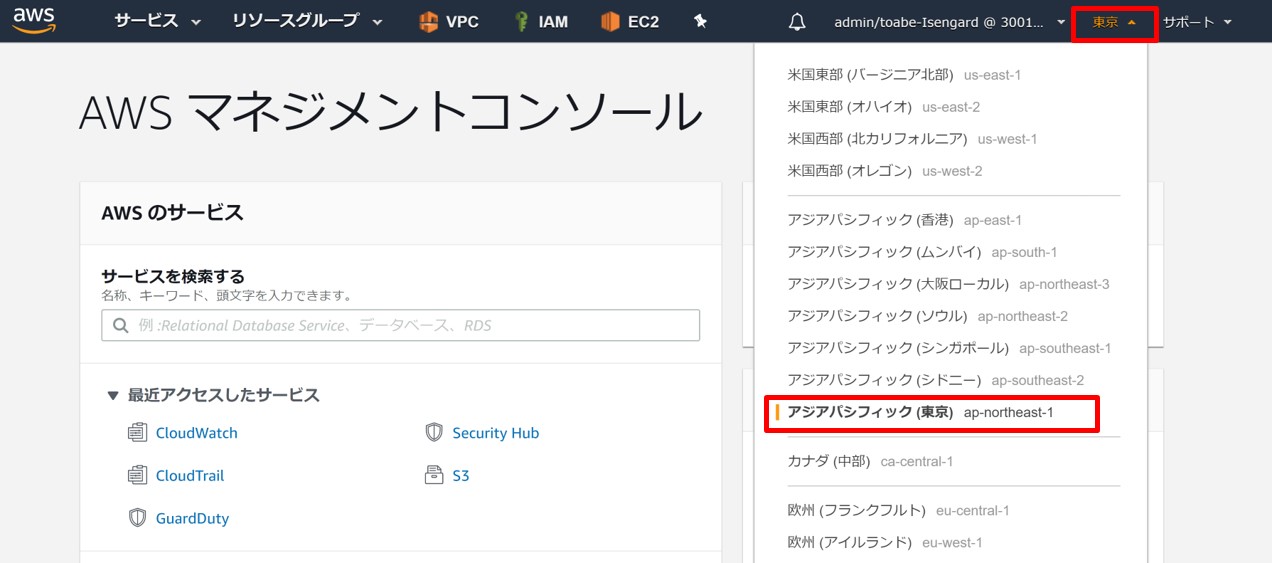 aws サービス リソースグループ VPC IAM EC2 admin/toabe-Isengard @ 3001... 東京 サポート
AWS マネジメントコンソール
AWS のサービス
サービスを検索する
名称、キーワード、頭文字を入力できます。
例 :Relational Database Service、データベース、RDS
最近アクセスしたサービス
CloudWatch
Security Hub
CloudTrail
S3
GuardDuty
米国東部 (バージニア北部) us-east-1
米国東部 (オハイオ) us-east-2
米国西部 (北カリフォルニア) us-west-1
米国西部 (オレゴン) us-west-2
アジアパシフィック (香港) ap-east-1
アジアパシフィック (ムンバイ) ap-south-1
アジアパシフィック (大阪ローカル) ap-northeast-3
アジアパシフィック (ソウル) ap-northeast-2
アジアパシフィック (シンガポール) ap-southeast-1
アジアパシフィック (シドニー) ap-southeast-2
アジアパシフィック (東京) ap-northeast-1
カナダ (中部) ca-central-1
欧州 (フランクフルト) eu-central-1
欧州 (アイルランド) eu-west-1